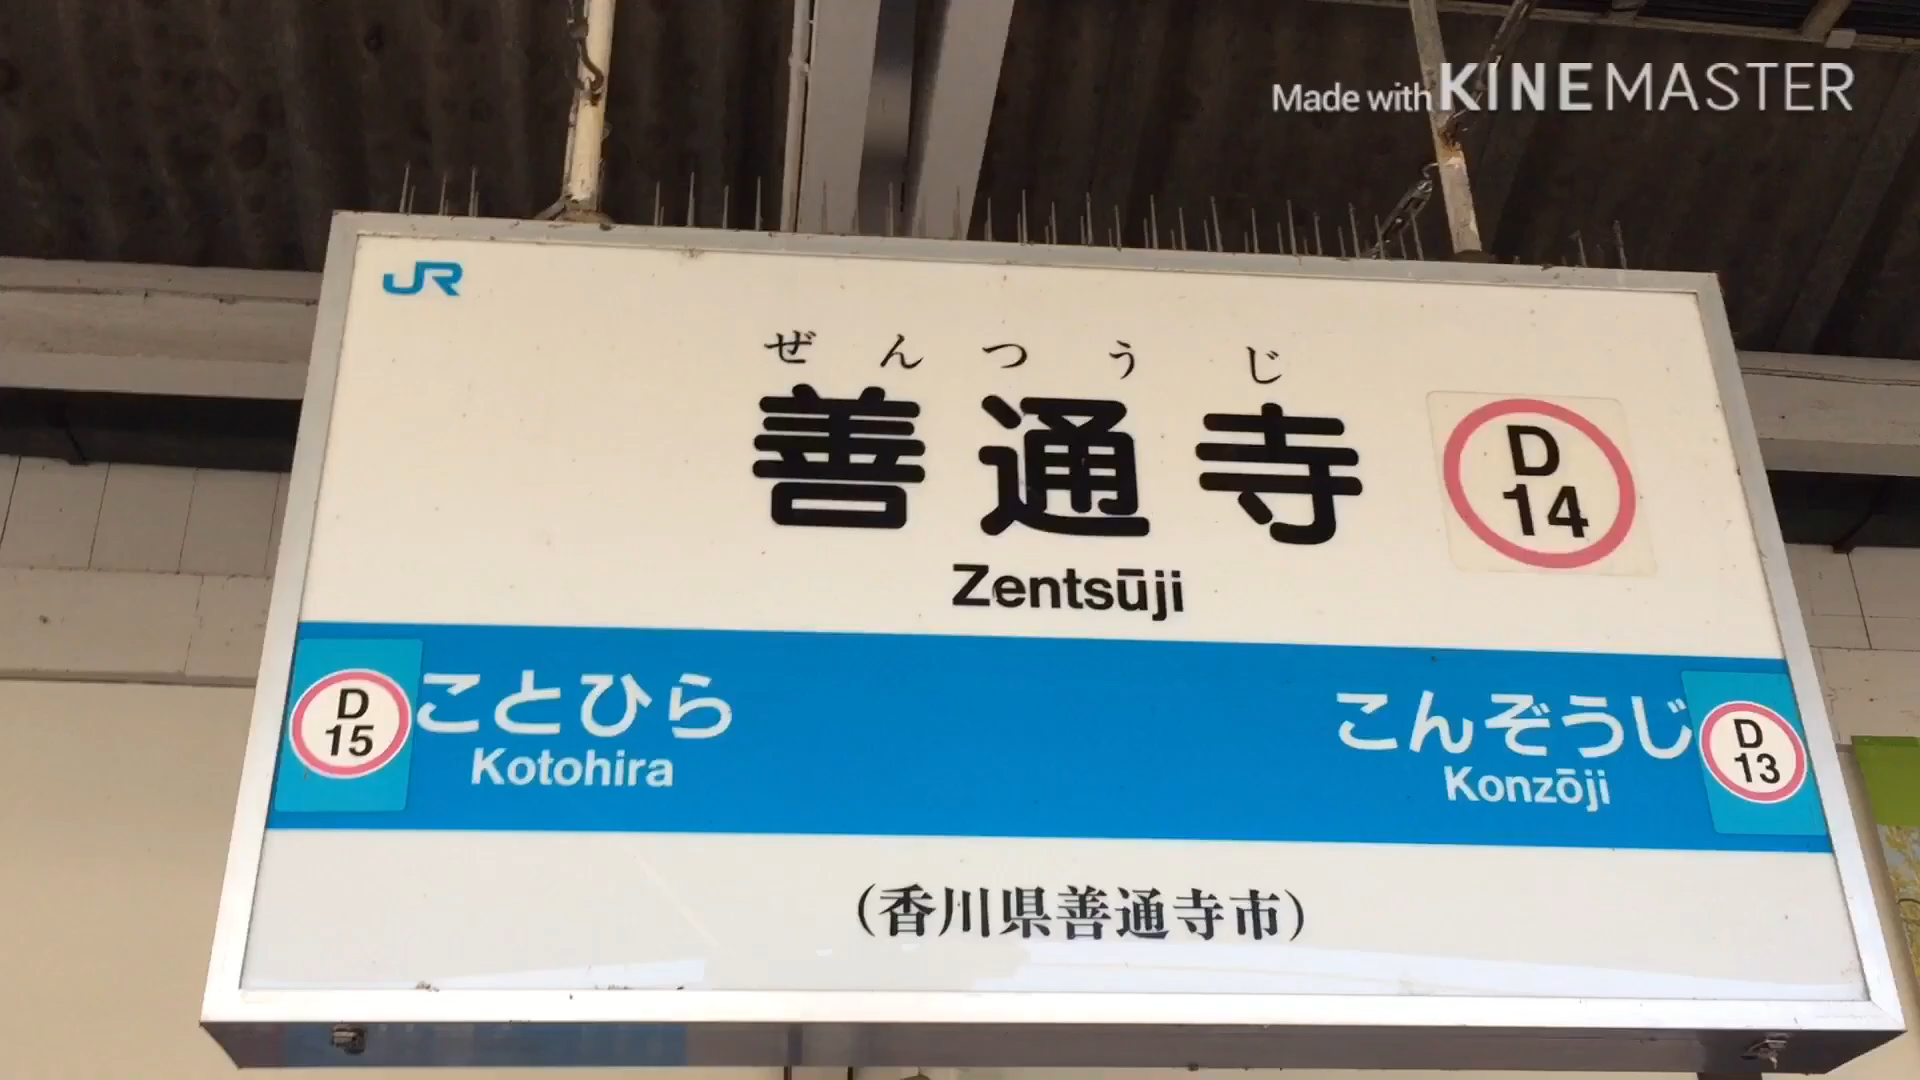 Made with KINEMASTER
JR
ぜんつうじ
善通寺
D
14
Zentsūji
D
15
ことひら
Kotohira
こんぞうじ
Konzōji
D
13
(香川県善通寺市)